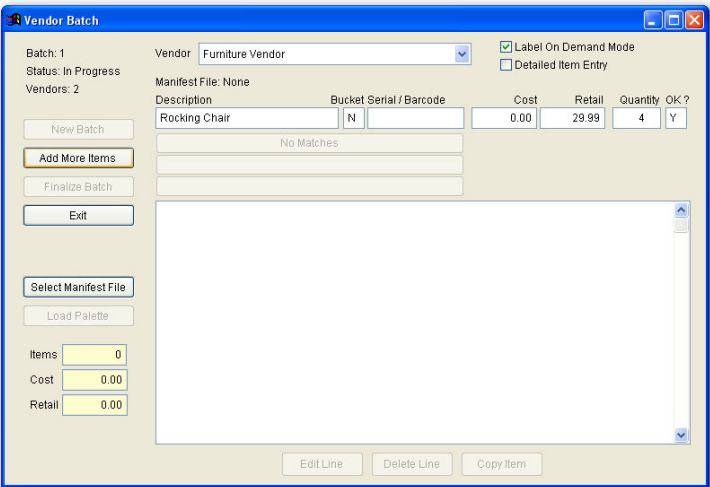 Vendor Batch
Batch: 1
Status: In Progress
Vendors: 2
Vendor Furniture Vendor
Label On Demand Mode
Detailed Item Entry
Manifest File: None
Description Bucket Serial / Barcode Cost Retail Quantity OK ?
Rocking Chair N 0.00 29.99 4 Y
No Matches
New Batch
Add More Items
Finalize Batch
Exit
Select Manifest File
Load Palette
Items 0
Cost 0.00
Retail 0.00
Edit Line Delete Line Copy Item